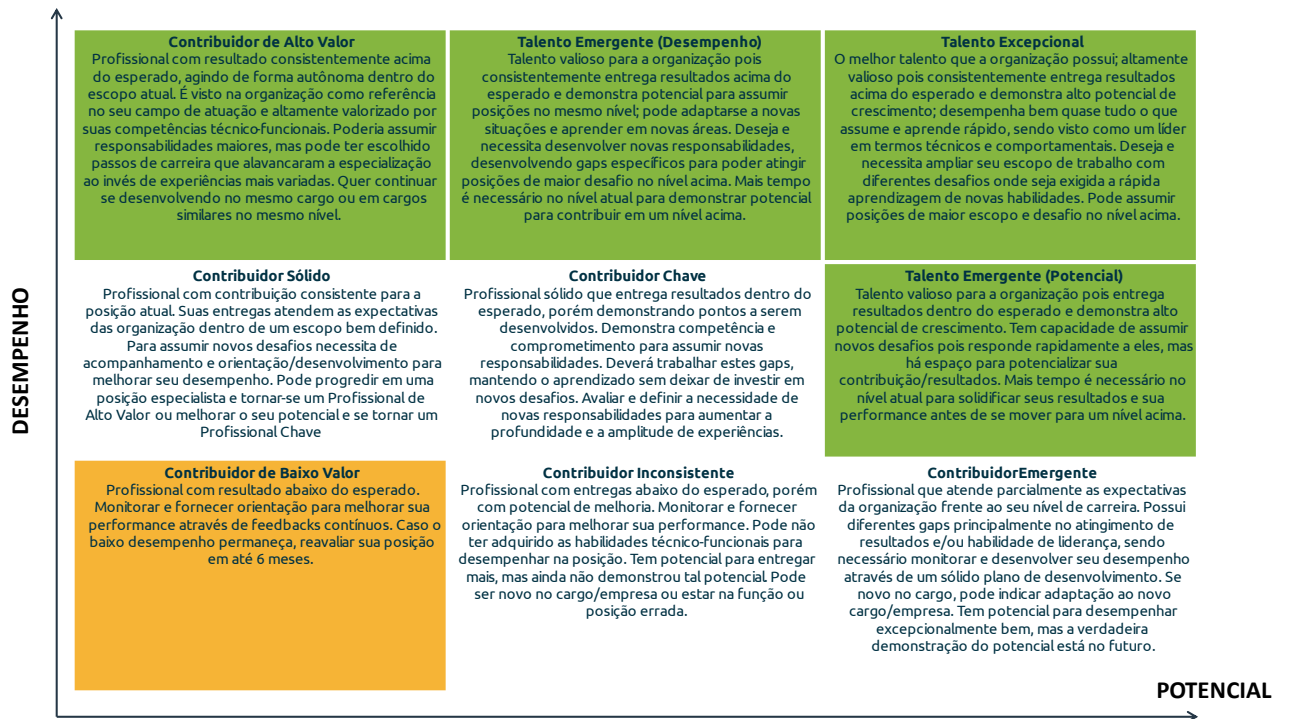 DESEMPENHO
Contribuidor de Alto Valor
Profissional com resultado consistentemente acima
do esperado, agindo de forma autônoma dentro do
escopo atual. É visto na organização como referência
no seu campo de atuação e altamente valorizado por
suas competências técnico-funcionais. Poderia assumir
responsabilidades maiores, mas pode ter escolhido
passos de carreira que alavancaram a especialização
ao invés de experiências mais variadas. Quer continuar
se desenvolvendo no mesmo cargo ou em cargos
similares no mesmo nível.
Talento Emergente (Desempenho)
Talento valioso para a organização pois
consistentemente entrega resultados acima do
esperado e demonstra potencial para assumir
posições no mesmo nível; pode adaptarse a novas
situações e aprender em novas áreas. Deseja e
necessita desenvolver novas responsabilidades,
desenvolvendo gaps específicos para poder atingir
posições de maior desafio no nível acima. Mais tempo
é necessário no nível atual para demonstrar potencial
para contribuir em um nível acima.
Talento Excepcional
O melhor talento que a organização possui; altamente
valioso pois consistentemente entrega resultados
acima do esperado e demonstra alto potencial de
crescimento; desempenha bem quase tudo o que
assume e aprende rápido, sendo visto como um líder
em termos técnicos e comportamentais. Deseja e
necessita ampliar seu escopo de trabalho com
diferentes desafios onde seja exigida a rápida
aprendizagem de novas habilidades. Pode assumir
posições de maior escopo e desafio no nível acima.
Contribuidor Sólido
Profissional com contribuição consistente para a
posição atual. Suas entregas atendem as expectativas
das organização dentro de um escopo bem definido.
Para assumir novos desafios necessita de
acompanhamento e orientação/desenvolvimento para
melhorar seu desempenho. Pode progredir em uma
posição especialista e tornar-se um Profissional de
Alto Valor ou melhorar o seu potencial e se tornar um
Profissional Chave
Contribuidor Chave
Profissional sólido que entrega resultados dentro do
esperado, porém demonstrando pontos a serem
desenvolvidos. Demonstra competência e
comprometimento para assumir novas
responsabilidades. Deverá trabalhar estes gaps,
mantendo o aprendizado sem deixar de investir em
novos desafios. Avaliar e definir a necessidade de
novas responsabilidades para aumentar a
profundidade e a amplitude de experiências.
Talento Emergente (Potencial)
Talento valioso para a organização pois entrega
resultados dentro do esperado e demonstra alto
potencial de crescimento. Tem capacidade de assumir
novos desafios pois responde rapidamente a eles, mas
há espaço para potencializar sua
contribuição/resultados. Mais tempo é necessário no
nível atual para solidificar seus resultados e sua
performance antes de se mover para um nível acima.
Contribuidor de Baixo Valor
Profissional com resultado abaixo do esperado.
Monitorar e fornecer orientação para melhorar sua
performance através de feedbacks contínuos. Caso o
baixo desempenho permaneça, reavaliar sua posição
em até 6 meses.
Contribuidor Inconsistente
Profissional com entregas abaixo do esperado, porém
com potencial de melhoria. Monitorar e fornecer
orientação para melhorar sua performance. Pode não
ter adquirido as habilidades técnico-funcionais para
desempenhar na posição. Tem potencial para entregar
mais, mas ainda não demonstrou tal potencial. Pode
ser novo no cargo/empresa ou estar na função ou
posição errada.
ContribuidorEmergente
Profissional que atende parcialmente as expectativas
da organização frente ao seu nível de carreira. Possui
diferentes gaps principalmente no atingimento de
resultados e/ou habilidade de liderança, sendo
necessário monitorar e desenvolver seu desempenho
através de um sólido plano de desenvolvimento. Se
novo no cargo, pode indicar adaptação ao novo
cargo/empresa. Tem potencial para desempenhar
excepcionalmente bem, mas a verdadeira
demonstração do potencial está no futuro.
POTENCIAL